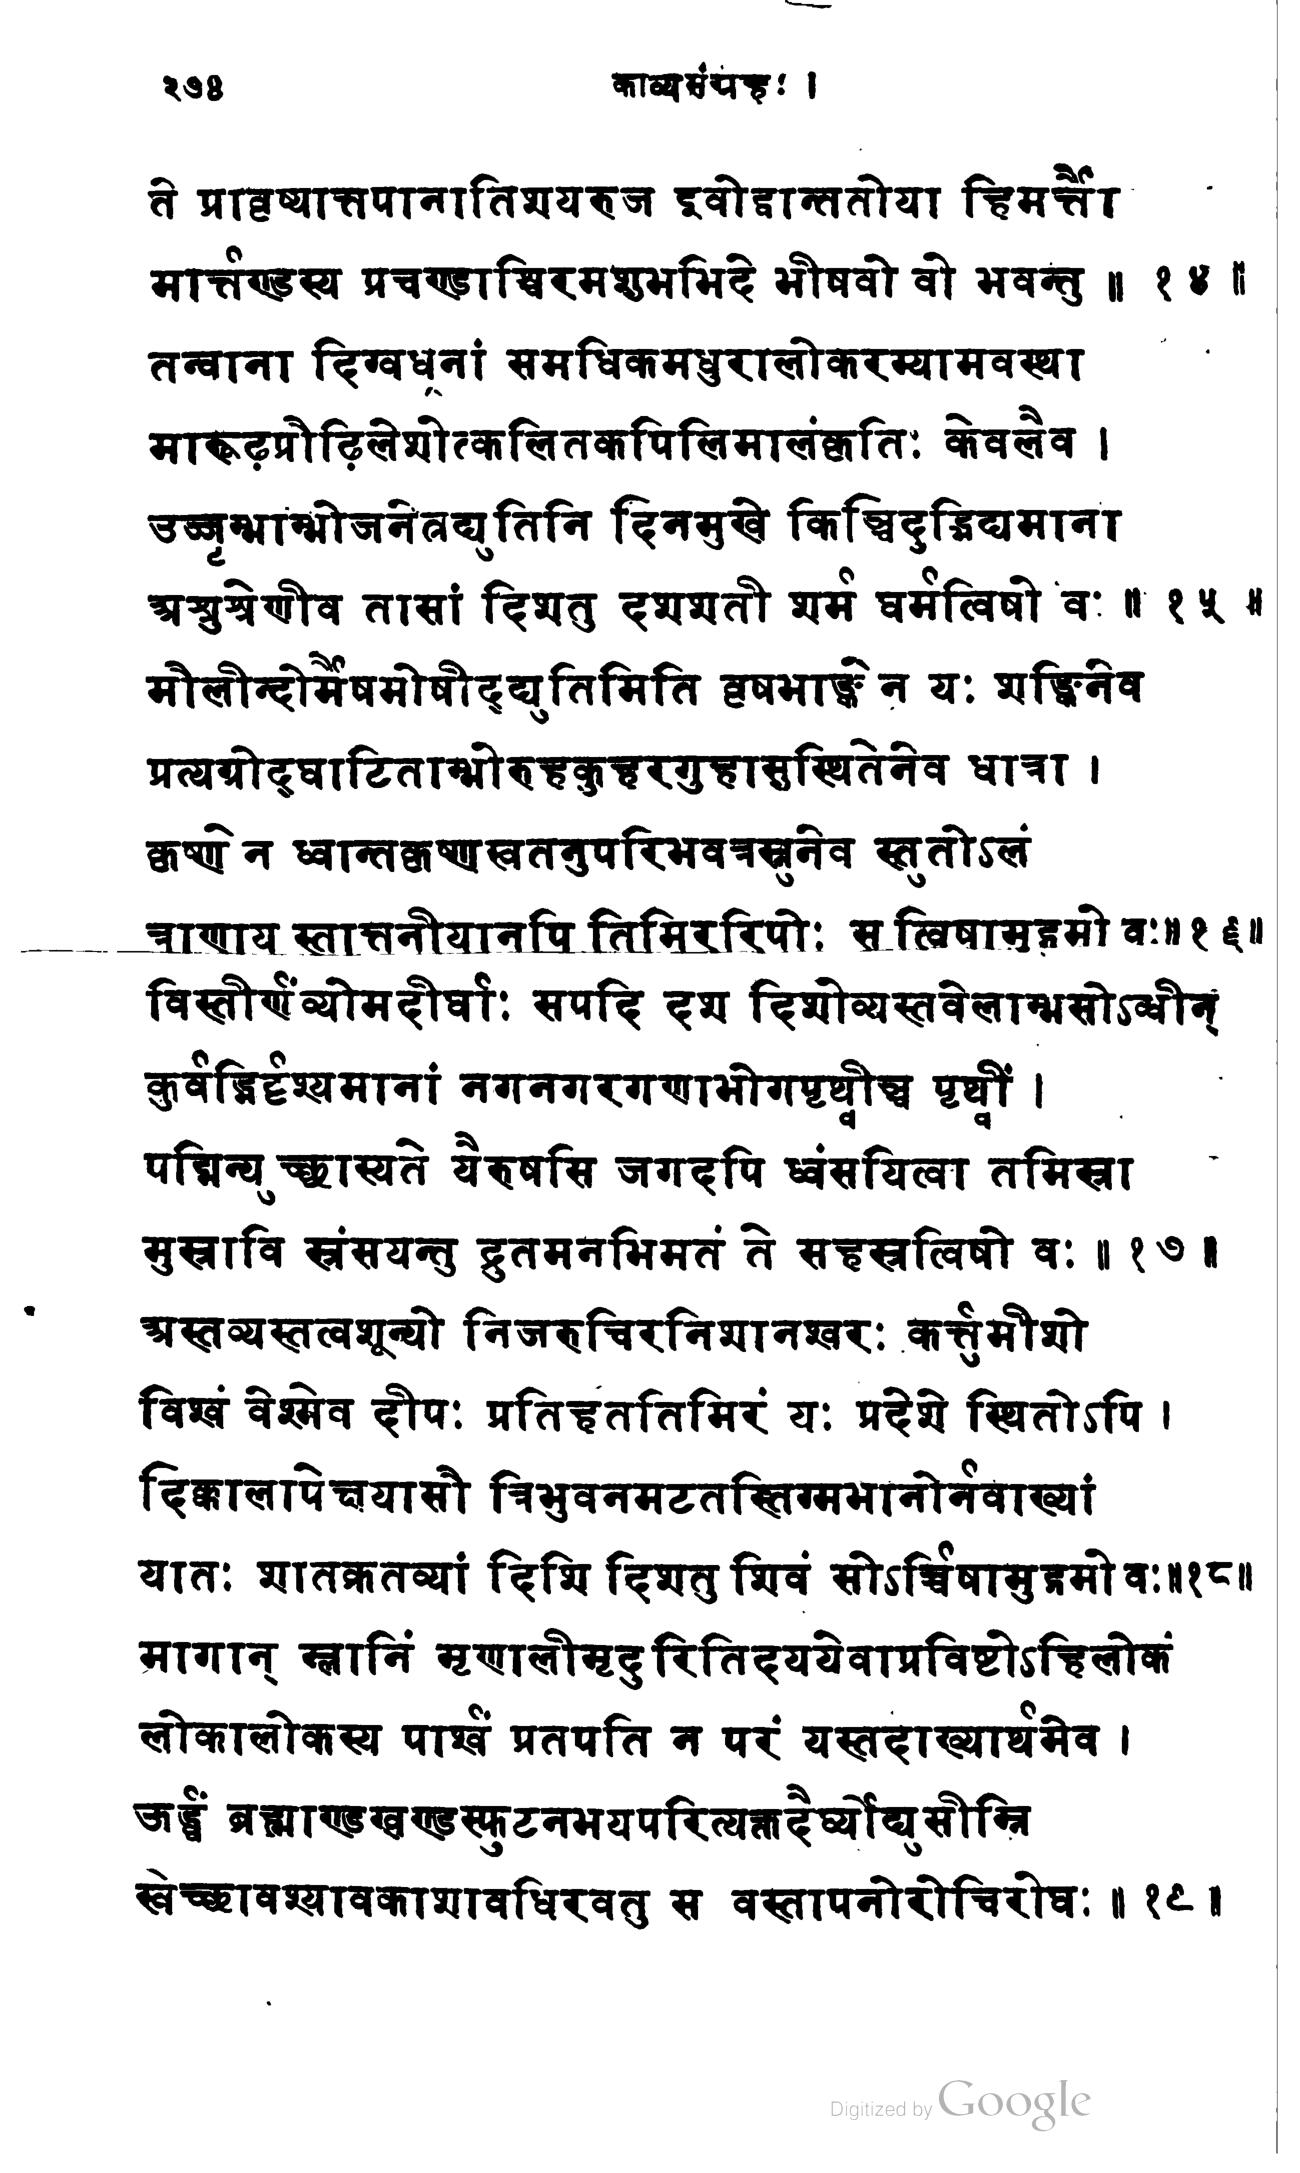 २७४ काव्यसंग्रहः ।
ते प्रावृष्यात्तपानातिशयरुज इवोद्वान्ततोया हिमर्त्तौ
मार्त्तण्डस्य प्रचण्डाश्चिरमशुभभिदे भीषवो वो भवन्तु ॥ १४ ॥
तन्वाना दिग्वधूनां समधिकमधुरालोकरम्यामवस्था
मारूढप्रौढिलेशोत्कलितकपिलिमालंकृतिः केवलैव ।
उज्जृम्भाम्भोजनेत्रद्युतिनि दिनमुखे किञ्चिदुद्भिद्यमाना
श्मश्रुश्रेणीव तासां दिशतु दशशती शर्म घर्मत्विषो वः ॥ १५ ॥
मौलीन्दोर्मैषमोषीद्द्युतिमिति वृषभाङ्के न यः शङ्किनेव
प्रत्यग्रोद्घाटिताम्भोरुहकुहरगुहासुस्थितेनेव धात्रा ।
कृष्णे न ध्वान्तकृष्णस्वतनुपरिभवत्रस्नुनेव स्तुतोऽलं
त्राणाय स्तात्तनीयानपि तिमिररिपोः स त्विषामुद्गमो वः॥ १६॥
विस्तीर्णंव्योमदीर्घाः सपदि दश दिशोव्यस्तवेलाम्भसोऽब्धीन्
कुर्वद्भिर्दृश्यमानां नगनगरगणाभोगपृथ्वीञ्च पृथ्वीं ।
पद्मिन्यु च्छ्वास्यते यैरुषसि जगदपि ध्वंसयित्वा तमिस्रा
मुस्रावि स्रंसयन्तु द्रुतमनभिमतं ते सहस्रत्विषो वः ॥ १७ ॥
अस्तव्यस्तत्वशून्यो निजरुचिरनिशानश्वरः कर्त्तुमीशो
विश्वं वेश्मेव दीपः प्रतिहततिमिरं यः प्रदेशे स्थितोऽपि ।
दिक्कालापेक्षयासौ त्रिभुवनमटतस्तिग्मभानोर्नवाख्यां
यातः शातक्रतव्यां दिशि दिशतु शिवं सोऽर्च्चिषामुद्गमो वः॥१८॥
मागान् म्लानिं मृणालीमृदु रितिदययेवाप्रविष्टोऽहिलोकं
लोकालोकस्य पार्श्वं प्रतपति न परं यस्तदाख्यार्थमेव ।
ऊर्द्ध्वं ब्रह्माण्डखण्डस्फुटनभयपरित्यक्तदैर्घ्योद्युसीम्नि
स्वेच्छावश्यावकाशावधिरवतु स वस्तापनोरोचिरोघः ॥ १९ ॥
Digitized by Google